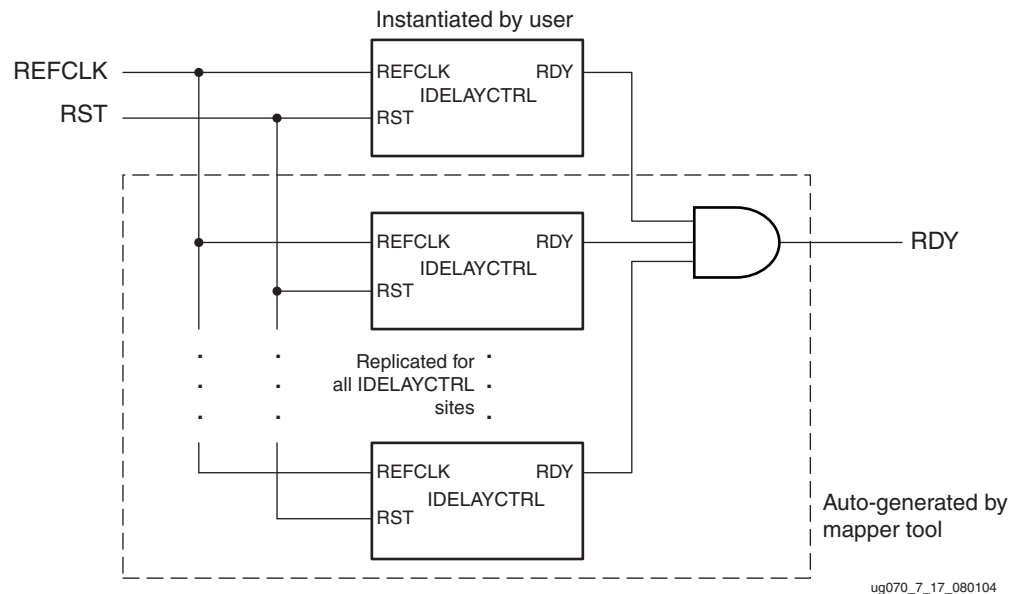 Instantiated by user
REFCLK
REFCLK RDY
IDELAYCTRL
RST
RST
REFCLK RDY
IDELAYCTRL
RST
RDY
Replicated for
all IDELAYCTRL
sites
REFCLK RDY
IDELAYCTRL
RST
Auto-generated by
mapper tool
ug070_7_17_080104